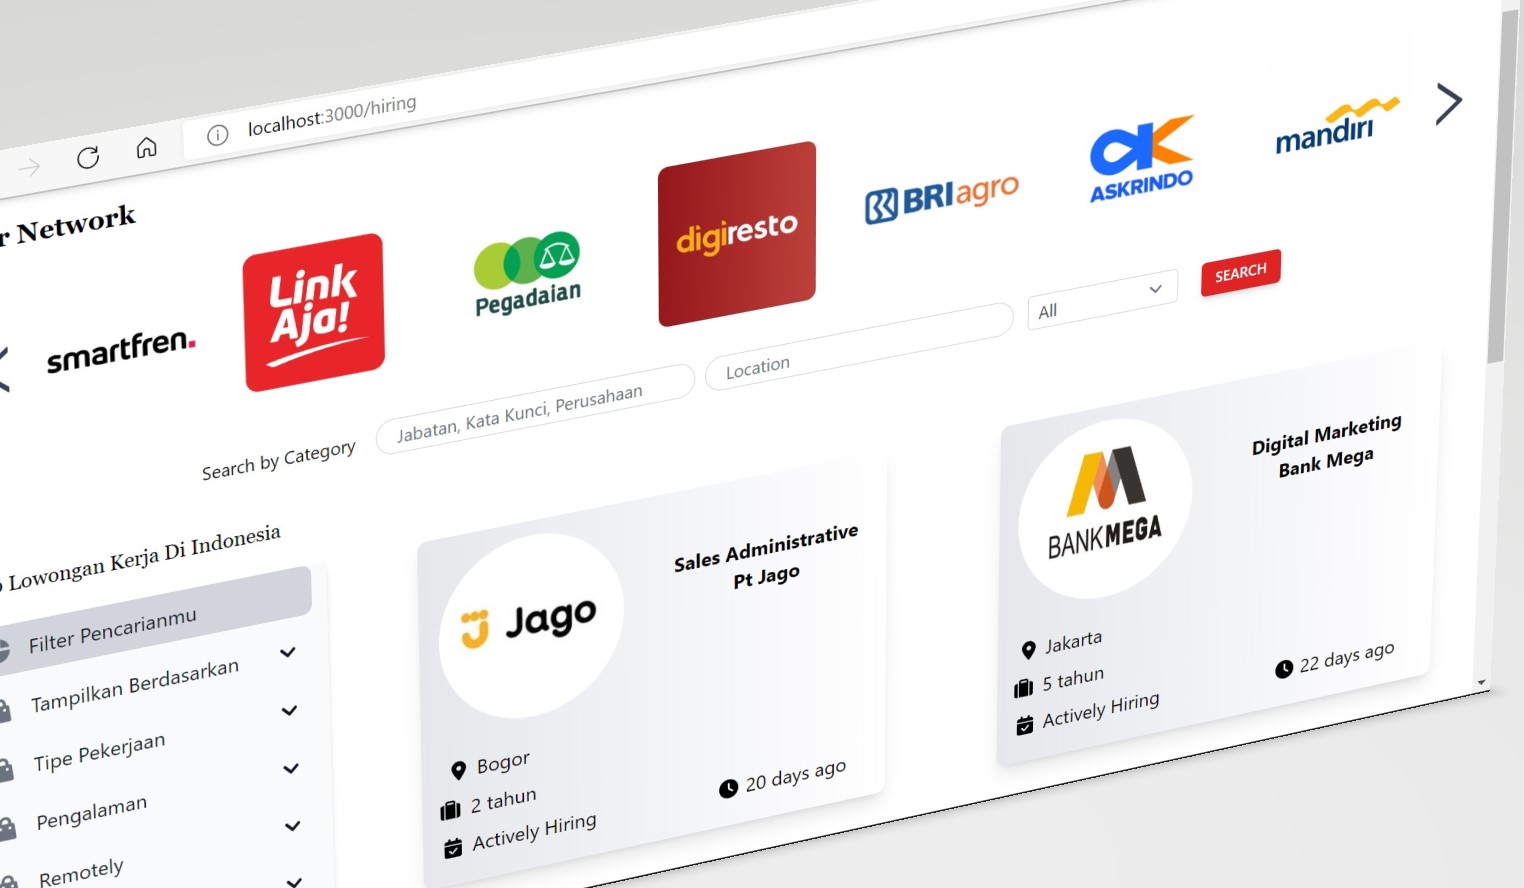 localhost:3000/hiring
Network
smartfren.
Link
Aja!
Pegadaian
digiresto
BRI agro
ASKRINDO
mandiri
Search by Category
Jabatan, Kata Kunci, Perusahaan
Location
All
SEARCH
Lowongan Kerja Di Indonesia
Filter Pencarianmu
Tampilkan Berdasarkan
Tipe Pekerjaan
Pengalaman
Remotely
Jago
Sales Administrative
Pt Jago
Bogor
2 tahun
Actively Hiring
20 days ago
BANKMEGA
Digital Marketing
Bank Mega
Jakarta
5 tahun
Actively Hiring
22 days ago